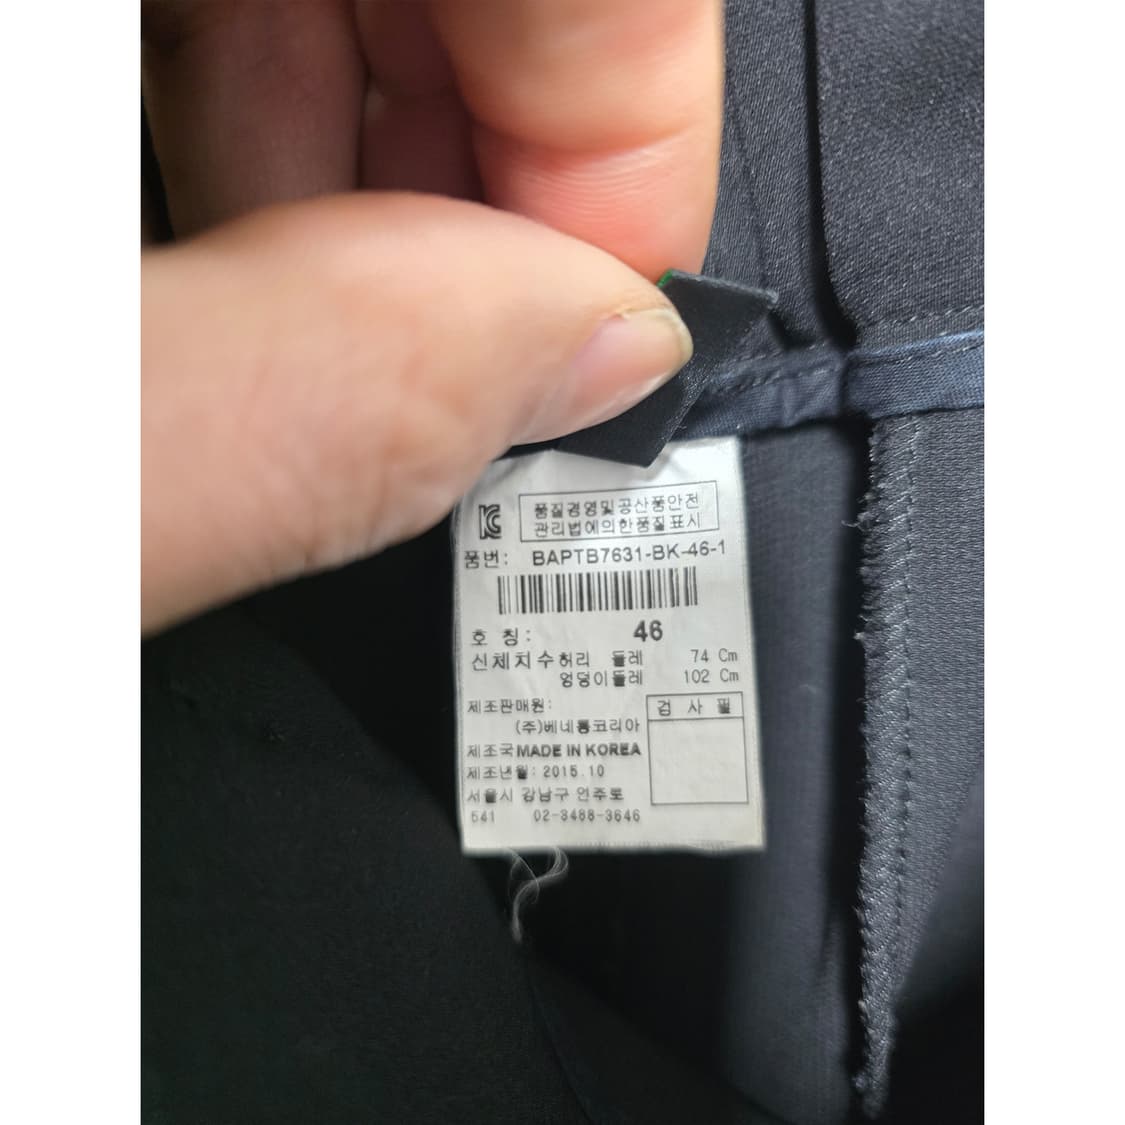 품질경영및공산품안전
관리법에의한품질표시
품번: BAPTB7631-BK-46-1
호 칭: 46
신체치수허리 둘레 74 Cm
엉덩이둘레 102 Cm
제조판매원:
검 사 필
(주)베네통코리아
제조국MADE IN KOREA
제조년월: 2015.10
서울시 강남구 언주로
541 02-3488-3646